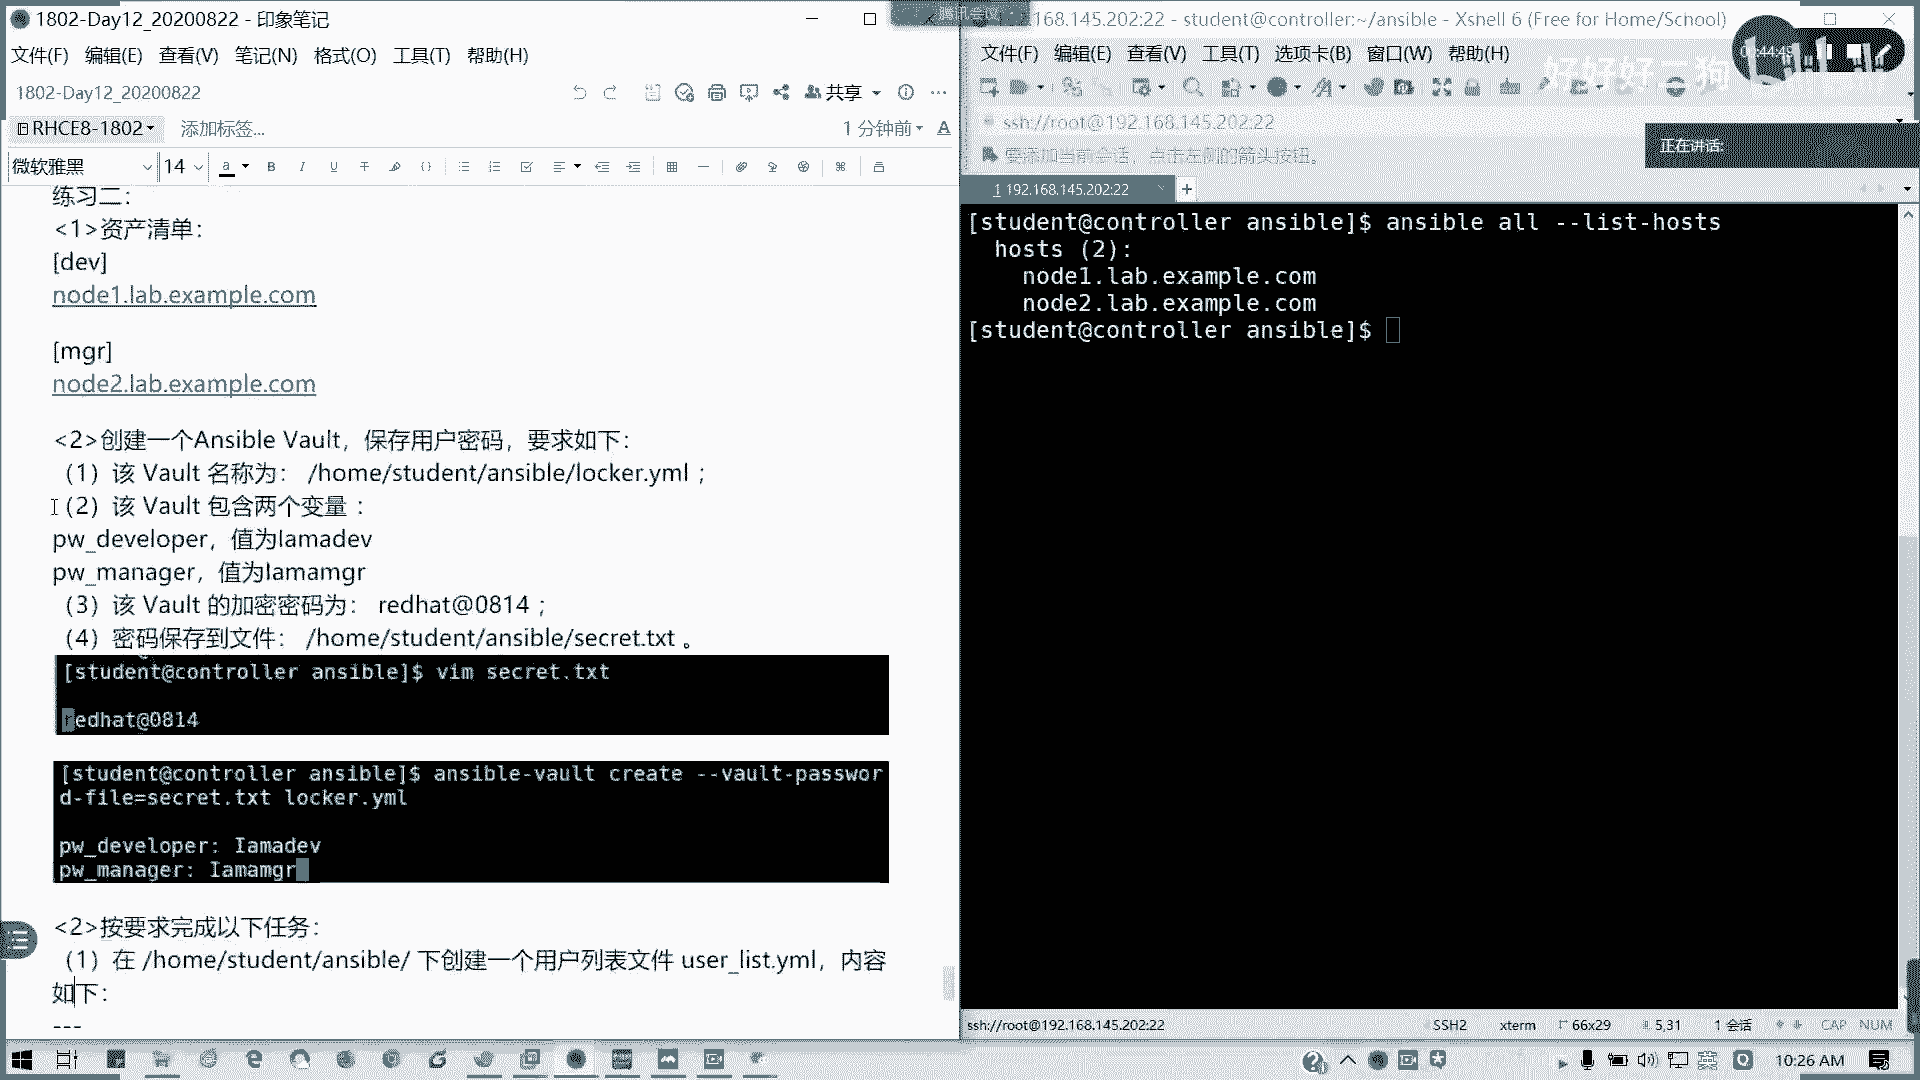 1802-Day12_20200822 - 印象笔记
文件(F) 编辑(E) 查看(V) 笔记(N) 格式(O) 工具(T) 帮助(H)
1802-Day12_20200822
共享
RHCE8-1802
添加标签...
1 分钟前
微软雅黑
14
练习二：
<1>资产清单：
[dev]
node1.lab.example.com
[mgr]
node2.lab.example.com
<2>创建一个Ansible Vault，保存用户密码，要求如下：
（1）该 Vault 名称为： /home/student/ansible/locker.yml ；
（2）该 Vault 包含两个变量 ：
pw_developer，值为Iamadev
pw_manager，值为Iamamgr
（3）该 Vault 的加密密码为： redhat@0814 ；
（4）密码保存到文件： /home/student/ansible/secret.txt 。
[student@controller ansible]$ vim secret.txt
redhat@0814
[student@controller ansible]$ ansible-vault create --vault-passwor
d-file=secret.txt locker.yml
pw_developer: Iamadev
pw_manager: Iamamgr
<2>按要求完成以下任务：
（1）在 /home/student/ansible/ 下创建一个用户列表文件 user_list.yml，内容
如下：
---
腾讯会议
168.145.202:22 - student@controller:~/ansible - Xshell 6 (Free for Home/School)
文件(F) 编辑(E) 查看(V) 工具(T) 选项卡(B) 窗口(W) 帮助(H)
好好好二狗
ssh://root@192.168.145.202:22
要添加当前会话，点击左侧的箭头按钮。
正在讲话:
1 192.168.145.202:22
[student@controller ansible]$ ansible all --list-hosts
hosts (2):
node1.lab.example.com
node2.lab.example.com
[student@controller ansible]$
ssh://root@192.168.145.202:22
SSH2
xterm
66x29
5,31
1 会话
CAP NUM
英
10:26 AM